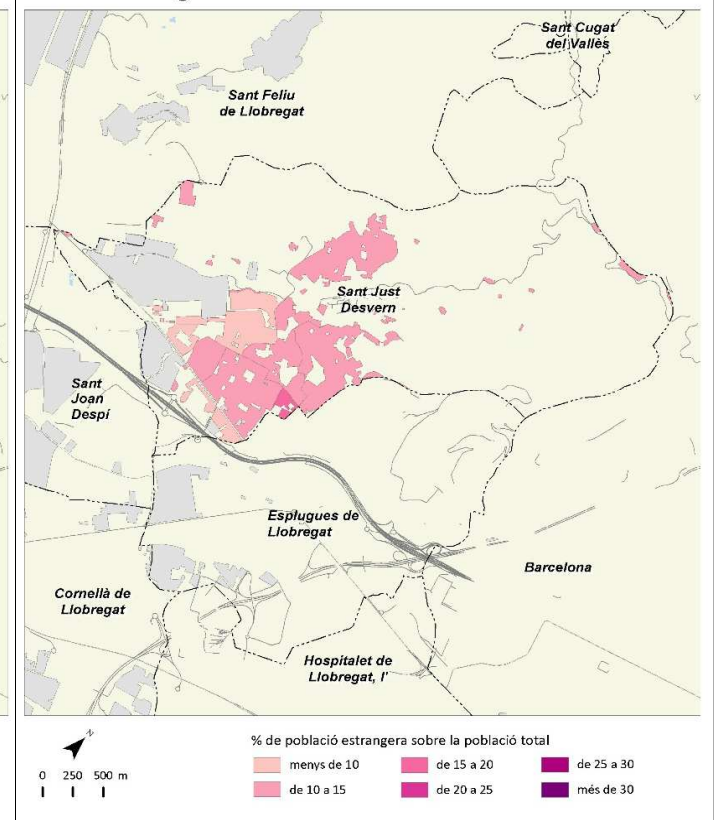 Sant Cugat
del Vallès
Sant Feliu
de Llobregat
Sant Just
Desvern
Sant
Joan
Despí
Esplugues de
Llobregat
Barcelona
Cornellà de
Llobregat
Hospitalet de
Llobregat, l'
N
0 250 500 m
% de població estrangera sobre la població total
menys de 10
de 15 a 20
de 25 a 30
de 10 a 15
de 20 a 25
més de 30